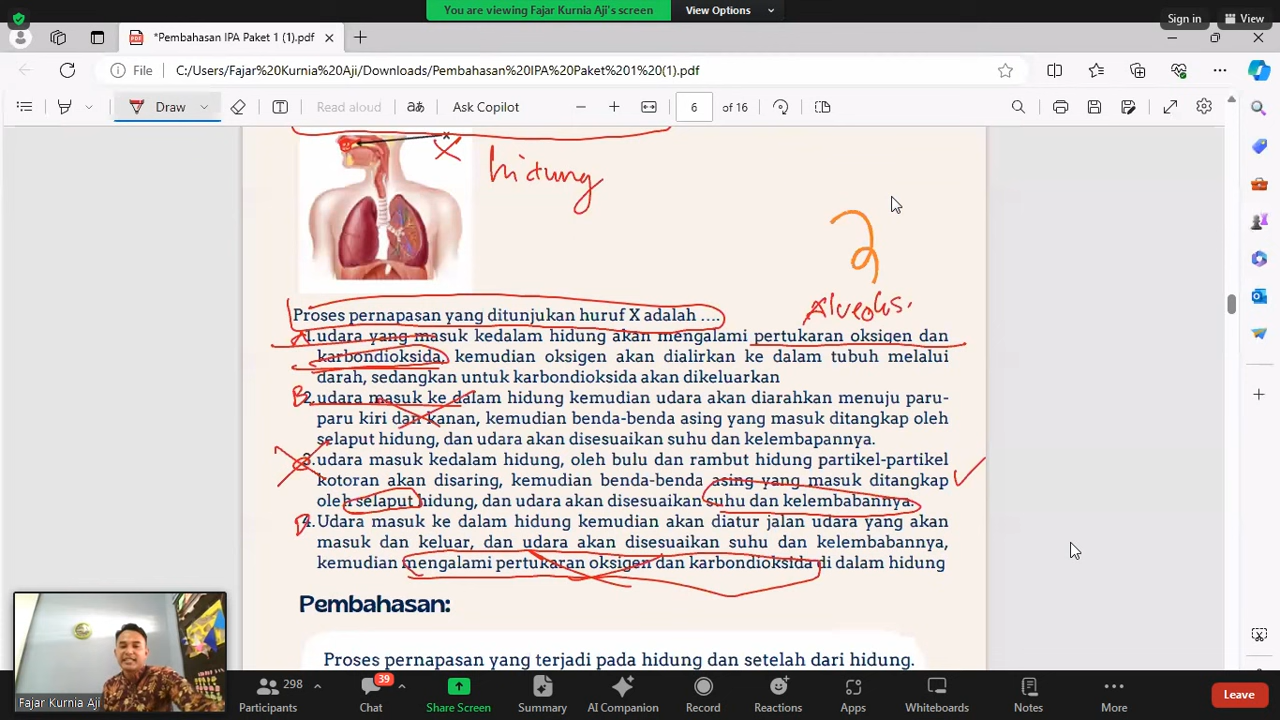 You are viewing Fajar Kurnia Aji's screen
View Options
Sign in
View
*Pembahasan IPA Paket 1 (1).pdf
File
C:/Users/Fajar%20Kurnia%20Aji/Downloads/Pembahasan%20IPA%20Paket%201%20(1).pdf
Draw
Read aloud
aあ
Ask Copilot
6
of 16
x
X
hidung
Alveolus.
Proses pernapasan yang ditunjukan huruf X adalah ....
A 1. udara yang masuk kedalam hidung akan mengalami pertukaran oksigen dan
karbondioksida, kemudian oksigen akan dialirkan ke dalam tubuh melalui
darah, sedangkan untuk karbondioksida akan dikeluarkan
B 2. udara masuk ke dalam hidung kemudian udara akan diarahkan menuju paru-
paru kiri dan kanan, kemudian benda-benda asing yang masuk ditangkap oleh
selaput hidung, dan udara akan disesuaikan suhu dan kelembapannya.
3. udara masuk kedalam hidung, oleh bulu dan rambut hidung partikel-partikel
kotoran akan disaring, kemudian benda-benda asing yang masuk ditangkap
oleh selaput hidung, dan udara akan disesuaikan suhu dan kelembabannya.
D 4. Udara masuk ke dalam hidung kemudian akan diatur jalan udara yang akan
masuk dan keluar, dan udara akan disesuaikan suhu dan kelembabannya,
kemudian mengalami pertukaran oksigen dan karbondioksida di dalam hidung
Pembahasan:
Proses pernapasan yang terjadi pada hidung dan setelah dari hidung.
Fajar Kurnia Aji
298
Participants
39
Chat
Share Screen
Summary
AI Companion
Record
Reactions
Apps
Whiteboards
Notes
More
Leave